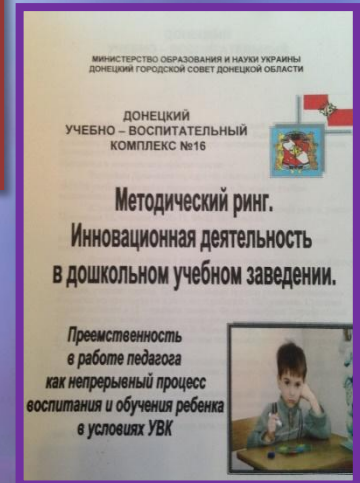 МИНИСТЕРСТВО ОБРАЗОВАНИЯ И НАУКИ УКРАИНЫ
ДОНЕЦКИЙ ГОРОДСКОЙ СОВЕТ ДОНЕЦКОЙ ОБЛАСТИ
ДОНЕЦКИЙ
УЧЕБНО – ВОСПИТАТЕЛЬНЫЙ
КОМПЛЕКС №16
Методический ринг.
Инновационная деятельность
в дошкольном учебном заведении.
Преемственность
в работе педагога
как непрерывный процесс
воспитания и обучения ребенка
в условиях УВК